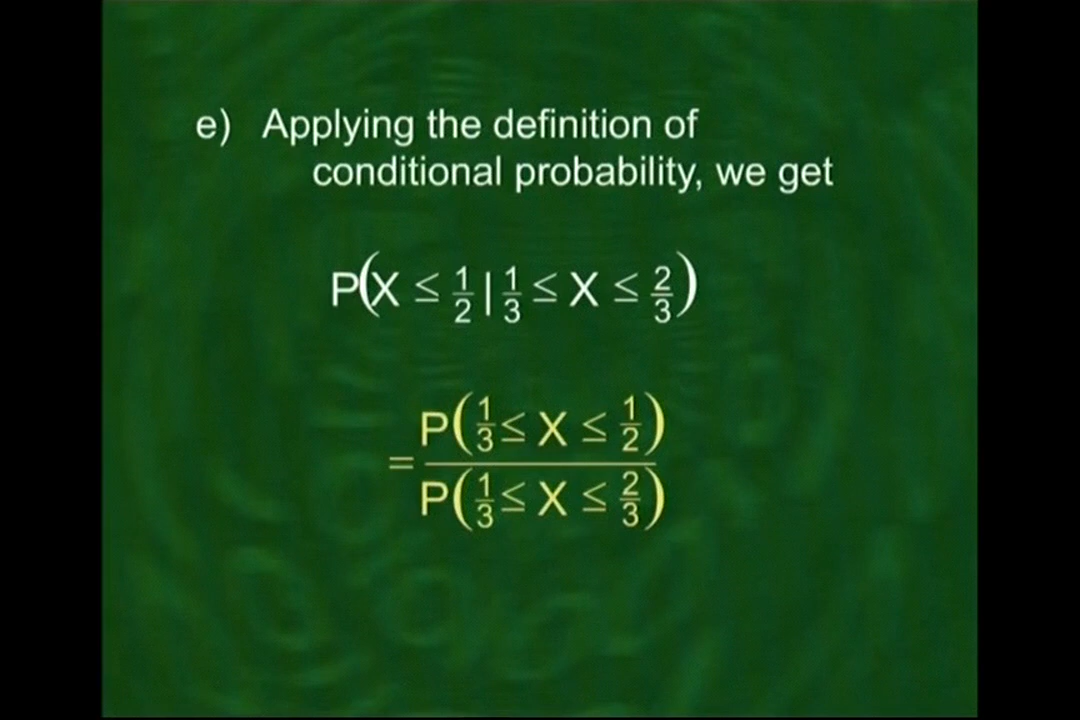 e) Applying the definition of
conditional probability, we get
P(X ≤ 1/2 | 1/3 ≤ X ≤ 2/3)
= P(1/3 ≤ X ≤ 1/2)
P(1/3 ≤ X ≤ 2/3)